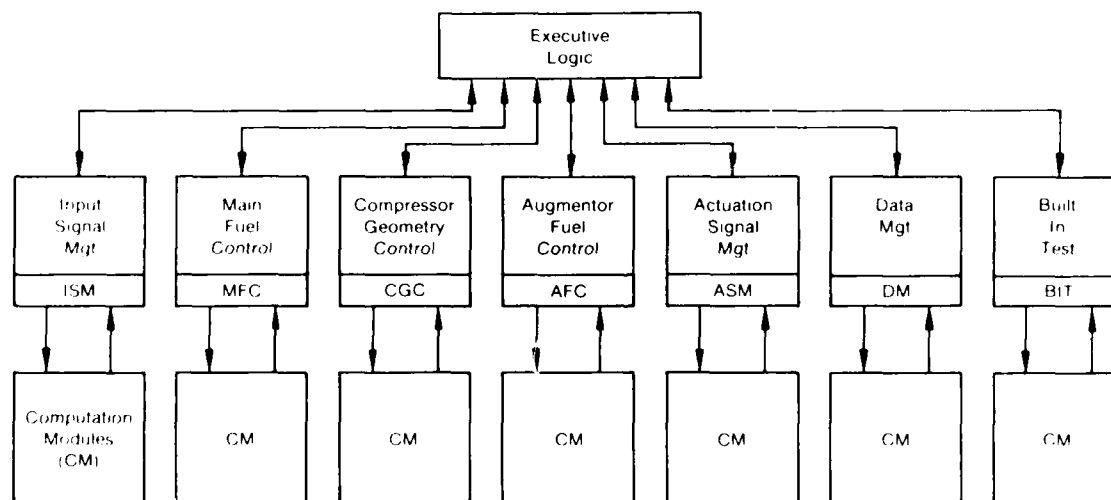 Executive
Logic
Input
Signal
Mgt
ISM
Main
Fuel
Control
MFC
Compressor
Geometry
Control
CGC
Augmentor
Fuel
Control
AFC
Actuation
Signal
Mgt
ASM
Data
Mgt
DM
Built
In
Test
BIT
Computation
Modules
(CM)
CM
CM
CM
CM
CM
CM